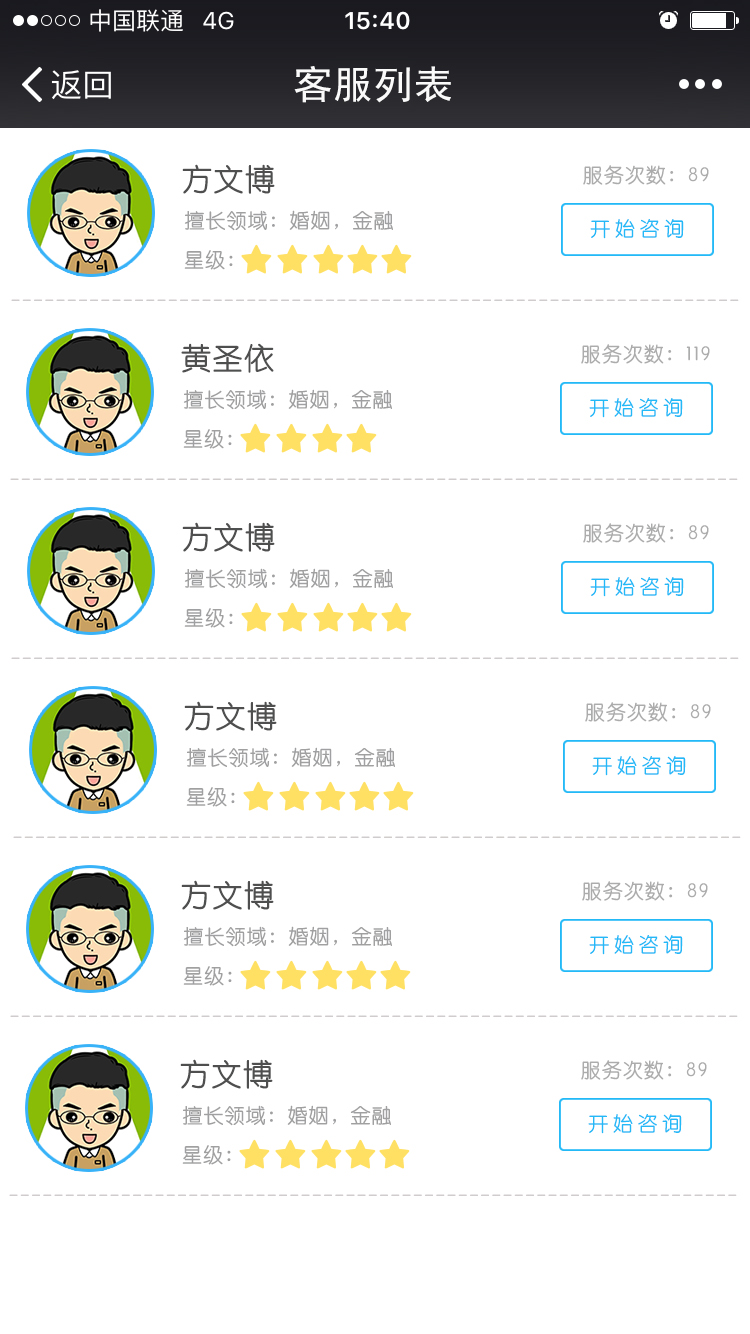 中国联通 4G 15:40
返回 客服列表
方文博 服务次数：89
擅长领域：婚姻，金融 开始咨询
星级：
黄圣依 服务次数：119
擅长领域：婚姻，金融 开始咨询
星级：
方文博 服务次数：89
擅长领域：婚姻，金融 开始咨询
星级：
方文博 服务次数：89
擅长领域：婚姻，金融 开始咨询
星级：
方文博 服务次数：89
擅长领域：婚姻，金融 开始咨询
星级：
方文博 服务次数：89
擅长领域：婚姻，金融 开始咨询
星级：